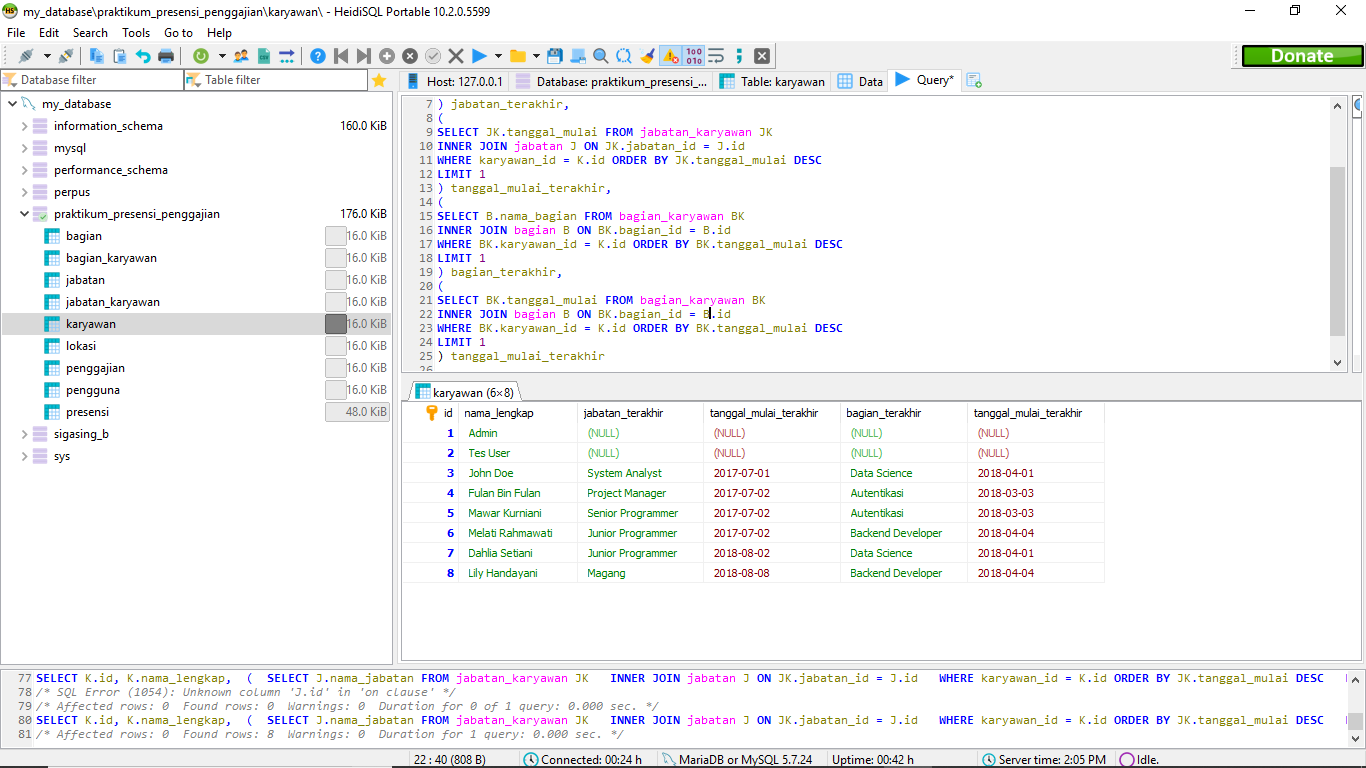 my_database\praktikum_presensi_penggajian\karyawan\ - HeidiSQL Portable 10.2.0.5599
File Edit Search Tools Go to Help
Donate
Database filter Table filter
Host: 127.0.0.1 Database: praktikum_presensi_... Table: karyawan Data Query*
my_database
information_schema 160.0 KiB
mysql
performance_schema
perpus
praktikum_presensi_penggajian 176.0 KiB
bagian 16.0 KiB
bagian_karyawan 16.0 KiB
jabatan 16.0 KiB
jabatan_karyawan 16.0 KiB
karyawan 16.0 KiB
lokasi 16.0 KiB
penggajian 16.0 KiB
pengguna 16.0 KiB
presensi 48.0 KiB
sigasing_b
sys
7 ) jabatan_terakhir,
8 (
9 SELECT JK.tanggal_mulai FROM jabatan_karyawan JK
10 INNER JOIN jabatan J ON JK.jabatan_id = J.id
11 WHERE karyawan_id = K.id ORDER BY JK.tanggal_mulai DESC
12 LIMIT 1
13 ) tanggal_mulai_terakhir,
14 (
15 SELECT B.nama_bagian FROM bagian_karyawan BK
16 INNER JOIN bagian B ON BK.bagian_id = B.id
17 WHERE BK.karyawan_id = K.id ORDER BY BK.tanggal_mulai DESC
18 LIMIT 1
19 ) bagian_terakhir,
20 (
21 SELECT BK.tanggal_mulai FROM bagian_karyawan BK
22 INNER JOIN bagian B ON BK.bagian_id = B.id
23 WHERE BK.karyawan_id = K.id ORDER BY BK.tanggal_mulai DESC
24 LIMIT 1
25 ) tanggal_mulai_terakhir
26
karyawan (6×8)
id nama_lengkap jabatan_terakhir tanggal_mulai_terakhir bagian_terakhir tanggal_mulai_terakhir
1 Admin (NULL) (NULL) (NULL) (NULL)
2 Tes User (NULL) (NULL) (NULL) (NULL)
3 John Doe System Analyst 2017-07-01 Data Science 2018-04-01
4 Fulan Bin Fulan Project Manager 2017-07-02 Autentikasi 2018-03-03
5 Mawar Kurniani Senior Programmer 2017-07-02 Autentikasi 2018-03-03
6 Melati Rahmawati Junior Programmer 2017-07-02 Backend Developer 2018-04-04
7 Dahlia Setiani Junior Programmer 2018-08-02 Data Science 2018-04-01
8 Lily Handayani Magang 2018-08-08 Backend Developer 2018-04-04
77 SELECT K.id, K.nama_lengkap, ( SELECT J.nama_jabatan FROM jabatan_karyawan JK INNER JOIN jabatan J ON JK.jabatan_id = J.id WHERE karyawan_id = K.id ORDER BY JK.tanggal_mulai DESC
78 /* SQL Error (1054): Unknown column 'J.id' in 'on clause' */
79 /* Affected rows: 0 Found rows: 0 Warnings: 0 Duration for 0 of 1 query: 0.000 sec. */
80 SELECT K.id, K.nama_lengkap, ( SELECT J.nama_jabatan FROM jabatan_karyawan JK INNER JOIN jabatan J ON JK.jabatan_id = J.id WHERE karyawan_id = K.id ORDER BY JK.tanggal_mulai DESC
81 /* Affected rows: 0 Found rows: 8 Warnings: 0 Duration for 1 query: 0.000 sec. */
22 : 40 (808 B) Connected: 00:24 h MariaDB or MySQL 5.7.24 Uptime: 00:42 h Server time: 2:05 PM Idle.